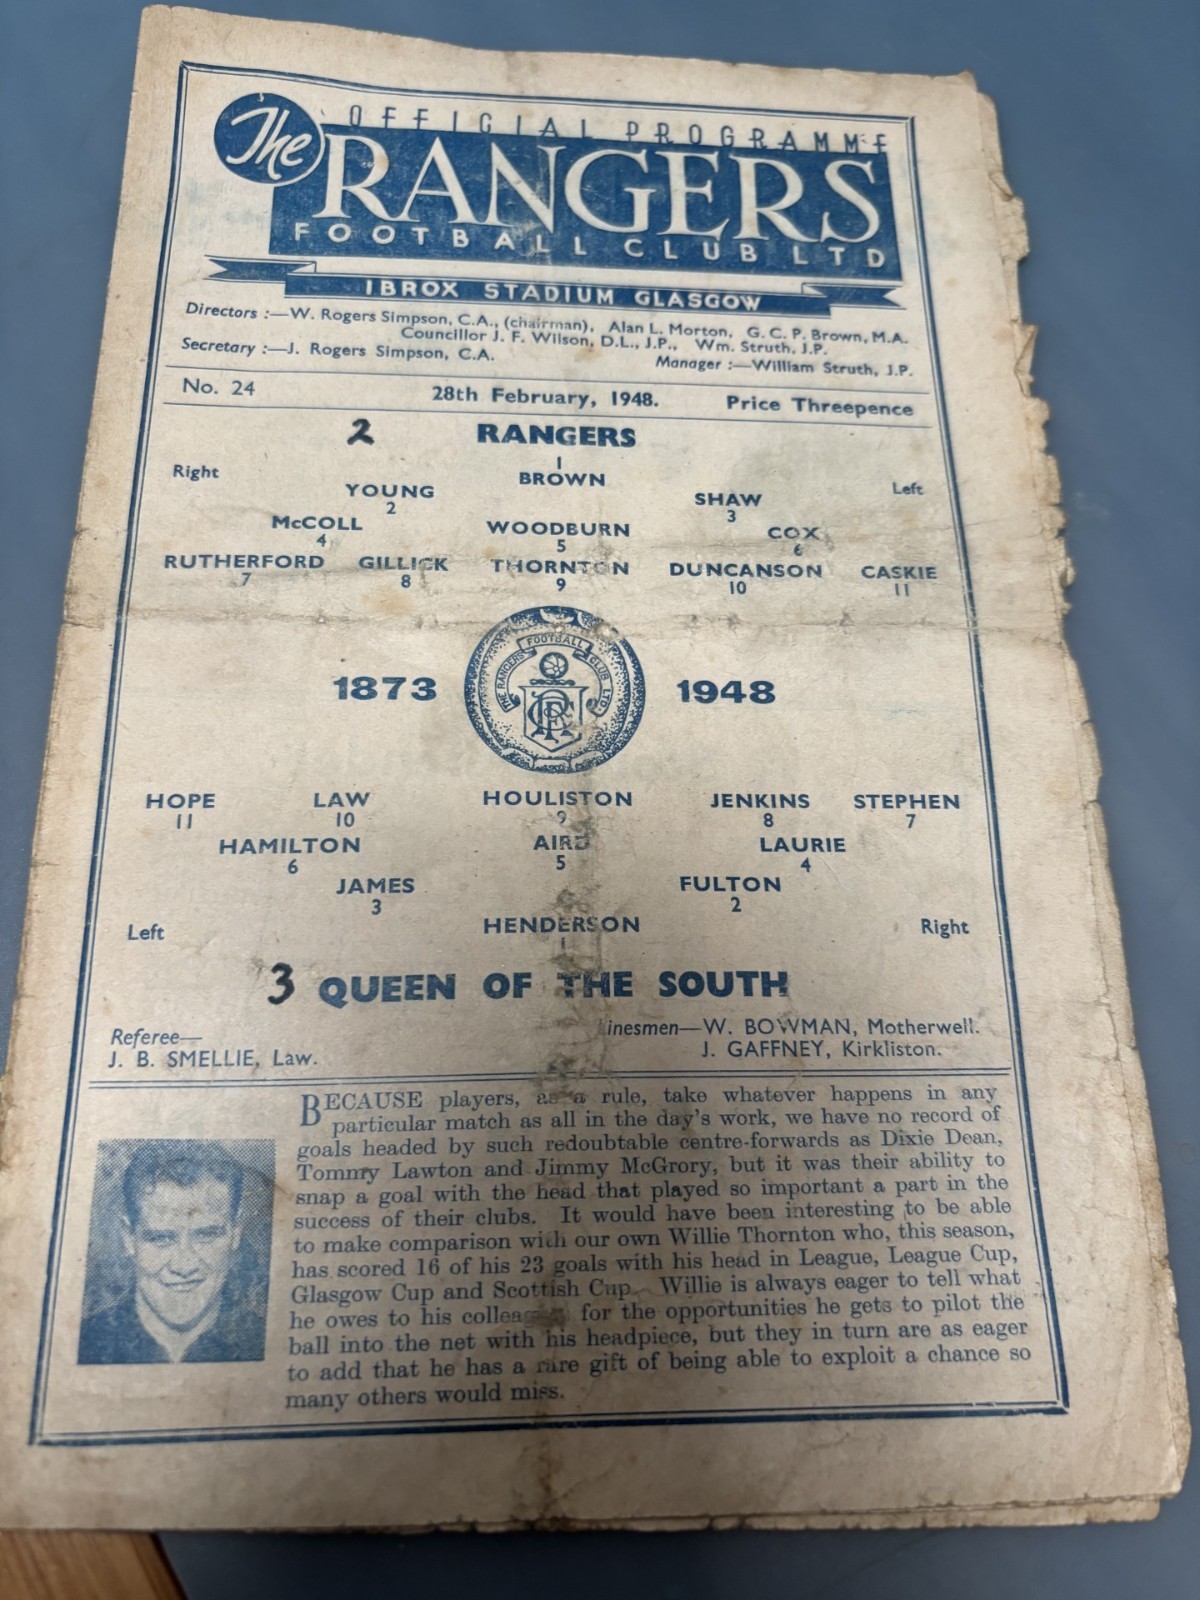 OFFICIAL PROGRAMME
The RANGERS
FOOTBALL CLUB LTD
IBROX STADIUM GLASGOW
Directors :—W. Rogers Simpson, C.A., (chairman), Alan L. Morton, G. C. P. Brown, M.A.
Councillor J. F. Wilson, D.L., J.P., Wm. Struth, J.P.
Secretary :—J. Rogers Simpson, C.A. Manager :—William Struth, J.P.
No. 24 28th February, 1948. Price Threepence
2 RANGERS
Right 1 Left
BROWN
YOUNG SHAW
2 3
McCOLL WOODBURN COX
4 5 6
RUTHERFORD GILLICK THORNTON DUNCANSON CASKIE
7 8 9 10 11
THE RANGERS FOOTBALL CLUB LTD.
1873 1948
HOPE LAW HOULISTON JENKINS STEPHEN
11 10 9 8 7
HAMILTON AIRD LAURIE
6 5 4
JAMES FULTON
3 2
Left HENDERSON Right
1
3 QUEEN OF THE SOUTH
Referee— Linesmen—W. BOWMAN, Motherwell.
J. B. SMELLIE, Law. J. GAFFNEY, Kirkliston.
BECAUSE players, as a rule, take whatever happens in any
particular match as all in the day's work, we have no record of
goals headed by such redoubtable centre-forwards as Dixie Dean,
Tommy Lawton and Jimmy McGrory, but it was their ability to
snap a goal with the head that played so important a part in the
success of their clubs. It would have been interesting to be able
to make comparison with our own Willie Thornton who, this season,
has scored 16 of his 23 goals with his head in League, League Cup,
Glasgow Cup and Scottish Cup. Willie is always eager to tell what
he owes to his for the opportunities he gets to pilot the
ball into the net with his headpiece, but they in turn are as eager
to add that he has a rare gift of being able to exploit a chance so
many others would miss.